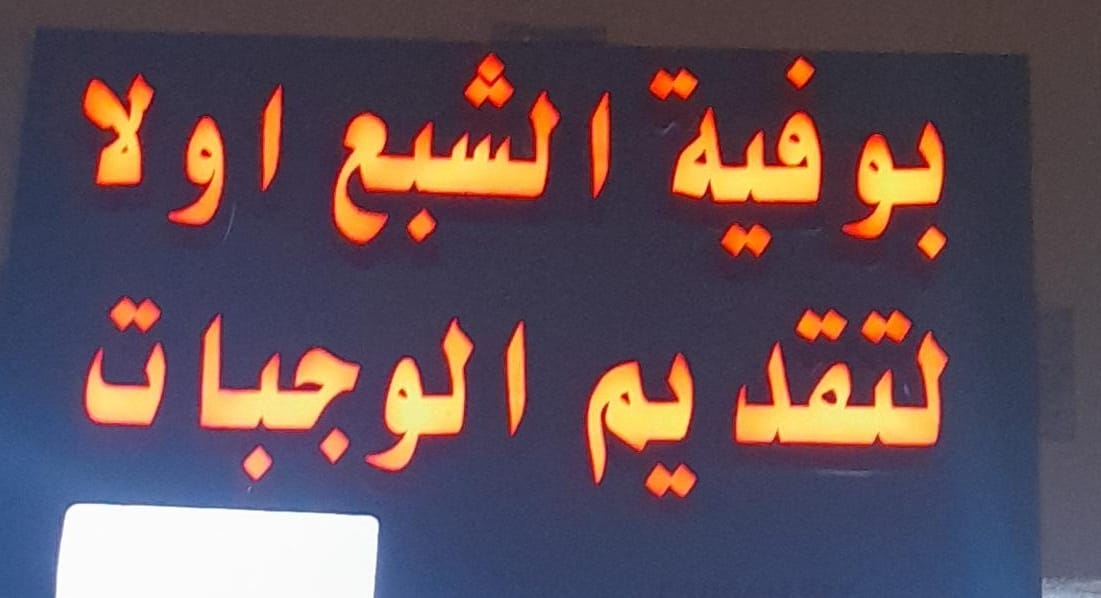 بوفية الشبع اولا
لتقديم الوجبات